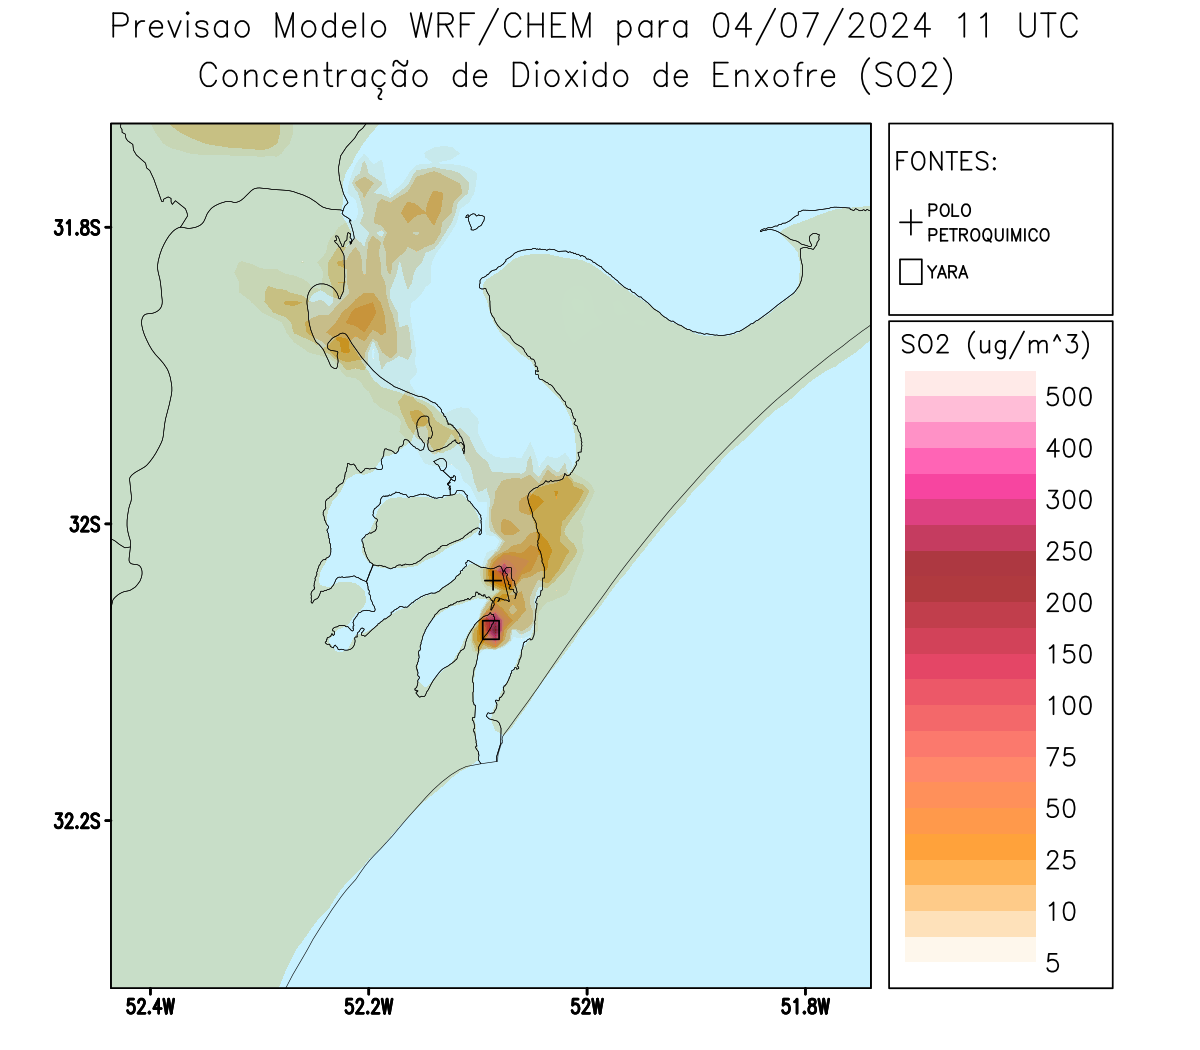 Previsao Modelo WRF/CHEM para 04/07/2024 11 UTC
Concentração de Dioxido de Enxofre (SO2)
FONTES:
POLO
PETROQUIMICO
YARA
SO2 (ug/m^3)
500
400
300
250
200
150
100
75
50
25
10
5
31.8S
32S
32.2S
52.4W
52.2W
52W
51.8W